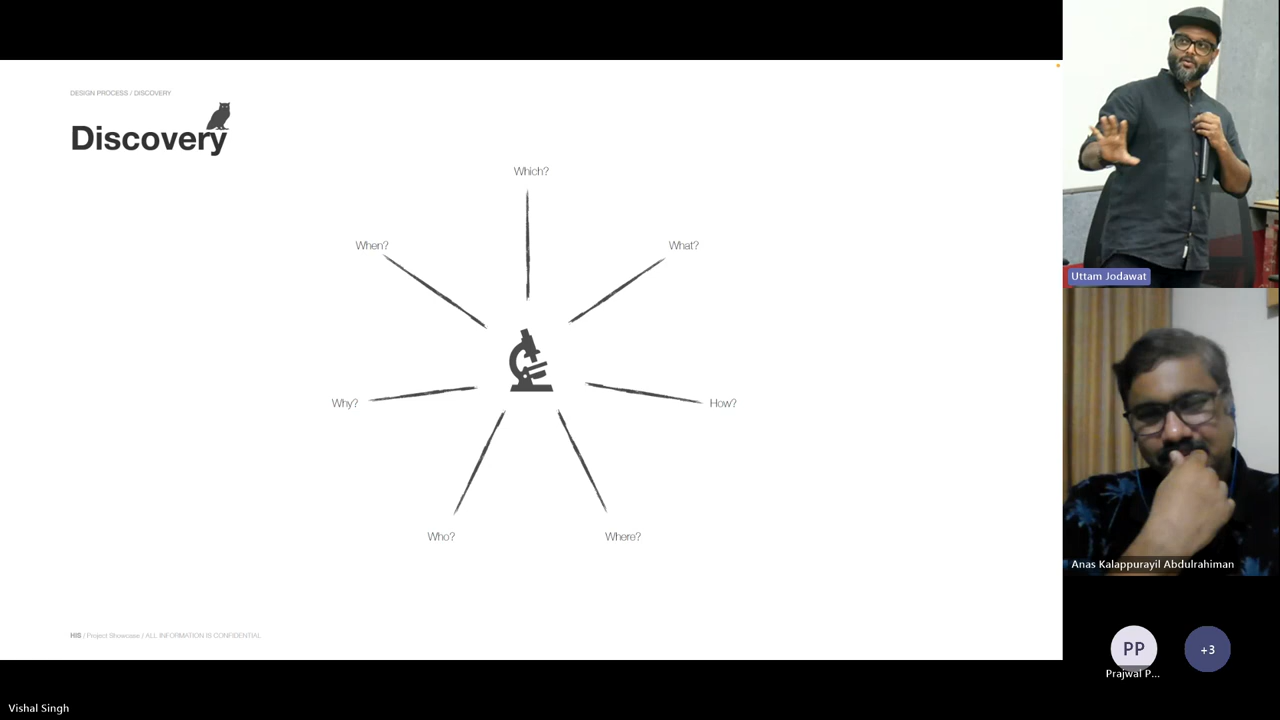 DESIGN PROCESS / DISCOVERY
Discovery
Which?
When?
What?
Why?
How?
Who?
Where?
HIS / Project Showcase / ALL INFORMATION IS CONFIDENTIAL
Vishal Singh
Uttam Jodawat
Anas Kalappurayil Abdulrahiman
PP
+3
Prajwal P...